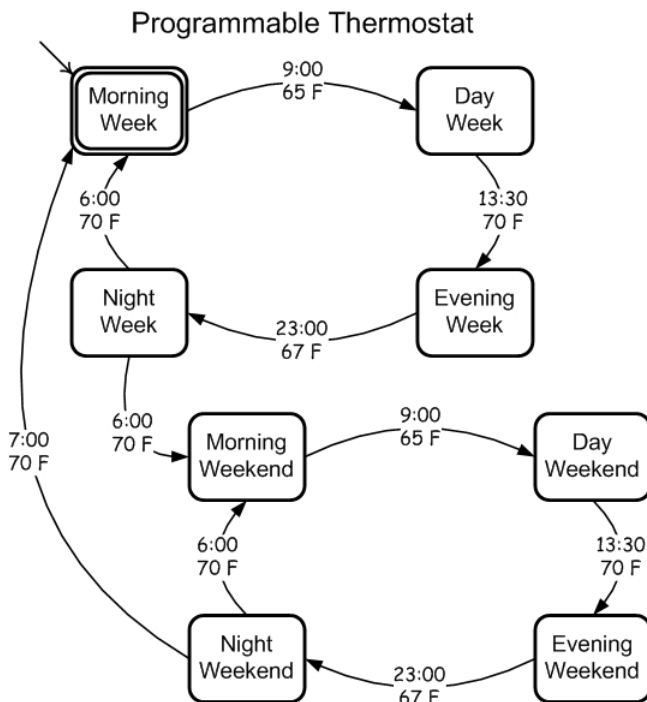 Programmable Thermostat
Morning
Week
9:00
65 F
Day
Week
6:00
70 F
13:30
70 F
Night
Week
23:00
67 F
Evening
Week
7:00
70 F
6:00
70 F
Morning
Weekend
9:00
65 F
Day
Weekend
6:00
70 F
13:30
70 F
Night
Weekend
23:00
67 F
Evening
Weekend